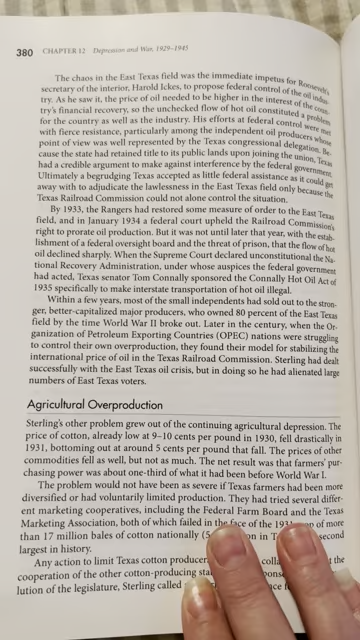 380 CHAPTER 12 Depression and War, 1929–1945
The chaos in the East Texas field was the immediate impetus for Roosevelt's
secretary of the interior, Harold Ickes, to propose federal control of the oil indus-
try. As he saw it, the price of oil needed to be higher in the interest of the coun-
try's financial recovery, so the unchecked flow of hot oil constituted a problem
for the country as well as the industry. His efforts at federal control were met
with fierce resistance, particularly among the independent oil producers whose
point of view was well represented by the Texas congressional delegation. Be-
cause the state had retained title to its public lands upon joining the union, Texas
had a credible argument to make against interference by the federal government.
Ultimately a begrudging Texas accepted as little federal assistance as it could get
away with to adjudicate the lawlessness in the East Texas field only because the
Texas Railroad Commission could not alone control the situation.
By 1933, the Rangers had restored some measure of order to the East Texas
field, and in January 1934 a federal court upheld the Railroad Commission's
right to prorate oil production. But it was not until later that year, with the estab-
lishment of a federal oversight board and the threat of prison, that the flow of hot
oil declined sharply. When the Supreme Court declared unconstitutional the Na-
tional Recovery Administration, under whose auspices the federal government
had acted, Texas senator Tom Connally sponsored the Connally Hot Oil Act of
1935 specifically to make interstate transportation of hot oil illegal.
Within a few years, most of the small independents had sold out to the stron-
ger, better-capitalized major producers, who owned 80 percent of the East Texas
field by the time World War II broke out. Later in the century, when the Or-
ganization of Petroleum Exporting Countries (OPEC) nations were struggling
to control their own overproduction, they found their model for stabilizing the
international price of oil in the Texas Railroad Commission. Sterling had dealt
successfully with the East Texas oil crisis, but in doing so he had alienated large
numbers of East Texas voters.
Agricultural Overproduction
Sterling's other problem grew out of the continuing agricultural depression. The
price of cotton, already low at 9–10 cents per pound in 1930, fell drastically in
1931, bottoming out at around 5 cents per pound that fall. The prices of other
commodities fell as well, but not as much. The net result was that farmers' pur-
chasing power was about one-third of what it had been before World War I.
The problem would not have been as severe if Texas farmers had been more
diversified or had voluntarily limited production. They had tried several differ-
ent marketing cooperatives, including the Federal Farm Board and the Texas
Marketing Association, both of which failed in the face of the 1931 of more
than 17 million bales of cotton nationally (5 in T second
largest in history.
Any action to limit Texas cotton producer the
cooperation of the other cotton-producing sta
lution of the legislature, Sterling called